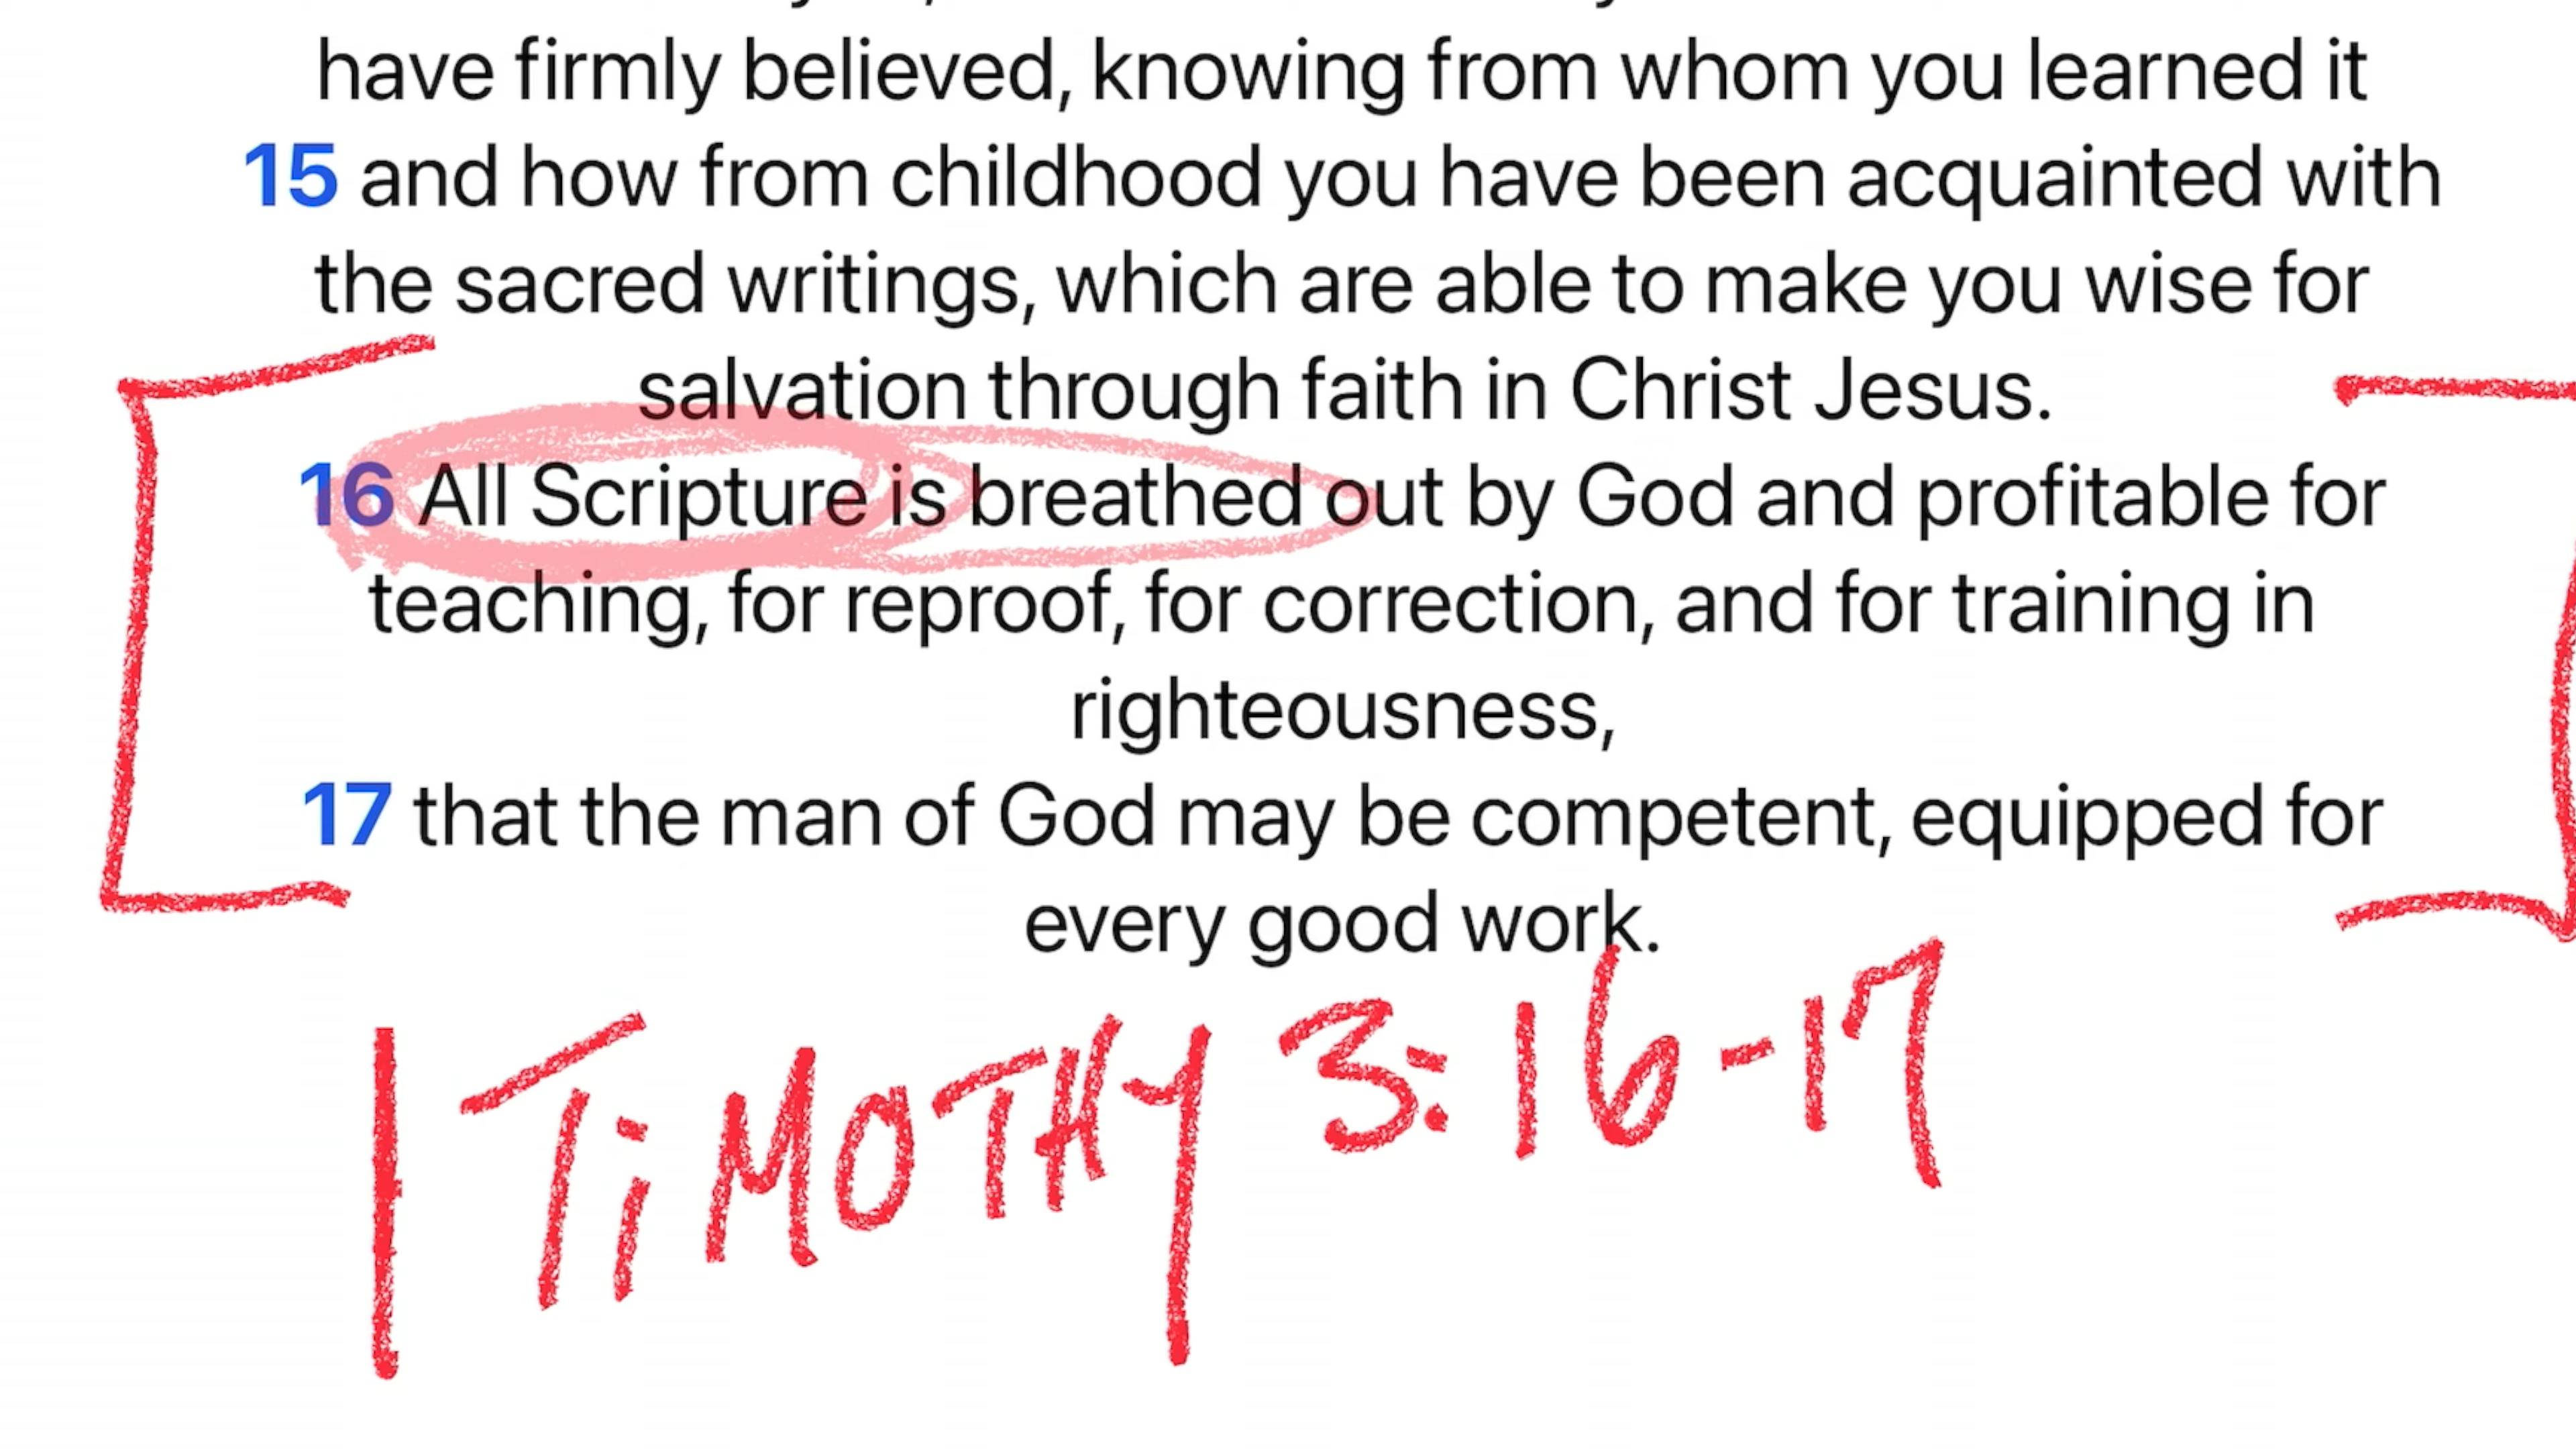 have firmly believed, knowing from whom you learned it
15 and how from childhood you have been acquainted with
the sacred writings, which are able to make you wise for
salvation through faith in Christ Jesus.
16 All Scripture is breathed out by God and profitable for
teaching, for reproof, for correction, and for training in
righteousness,
17 that the man of God may be competent, equipped for
every good work.
1 TiMOTHY 3:16-17